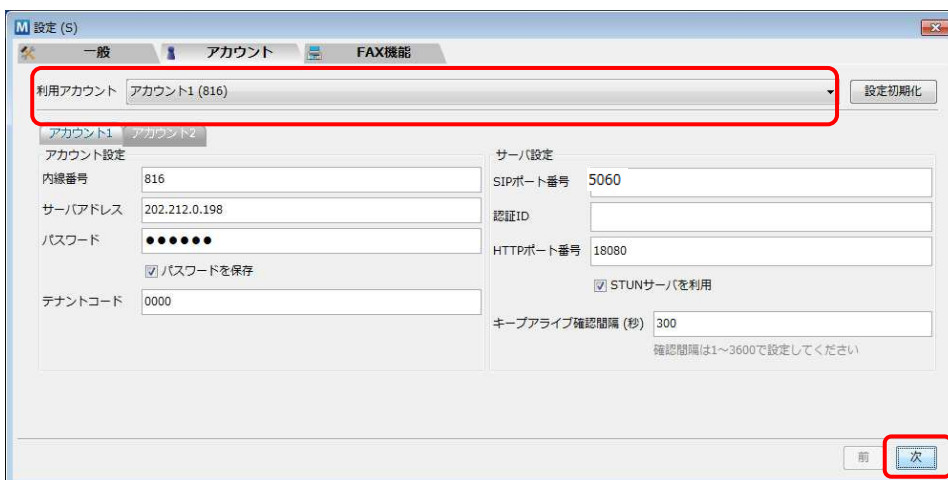 M 設定 (S)
一般 アカウント FAX機能
利用アカウント アカウント1 (816) 設定初期化
アカウント1 アカウント2
アカウント設定
内線番号 816
サーバアドレス 202.212.0.198
パスワード ●●●●●●
パスワードを保存
テナントコード 0000
サーバ設定
SIPポート番号 5060
認証ID
HTTPポート番号 18080
STUNサーバを利用
キープアライブ確認間隔 (秒) 300
確認間隔は1～3600で設定してください
前 次